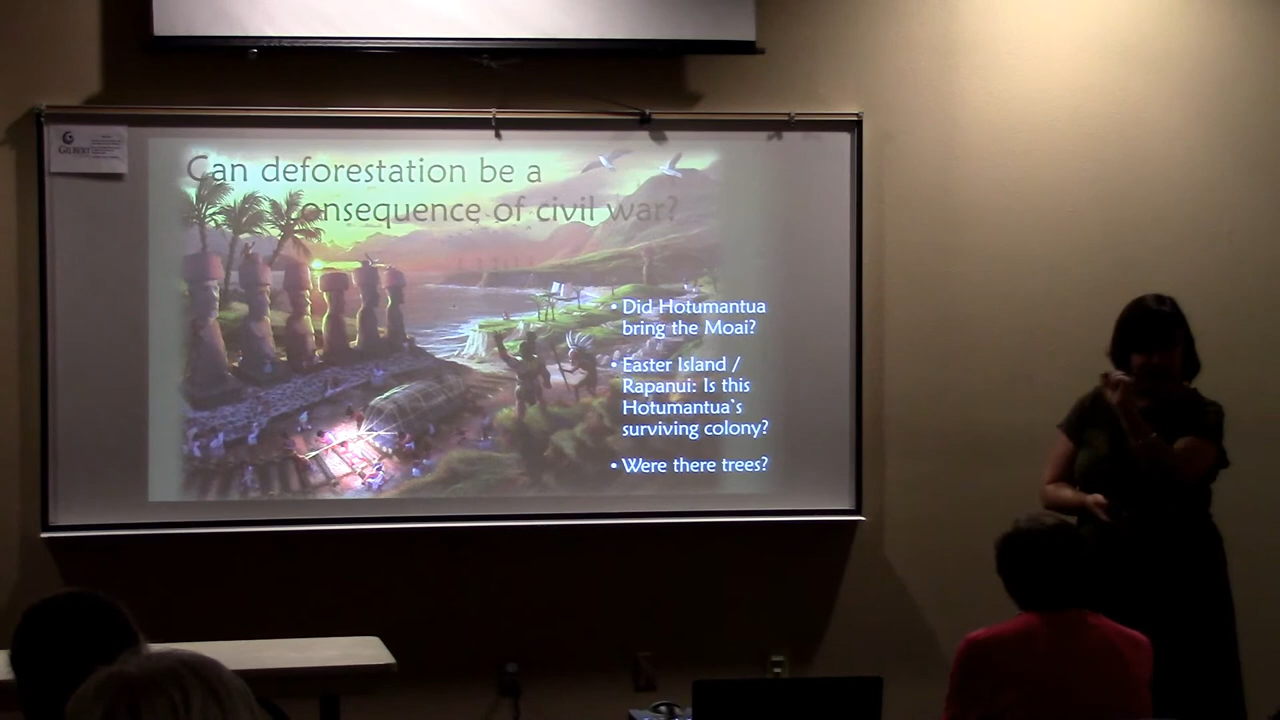 GILBERT
Can deforestation be a
consequence of civil war?
• Did Hotumantua
bring the Moai?
• Easter Island /
Rapanui: Is this
Hotumantua's
surviving colony?
• Were there trees?